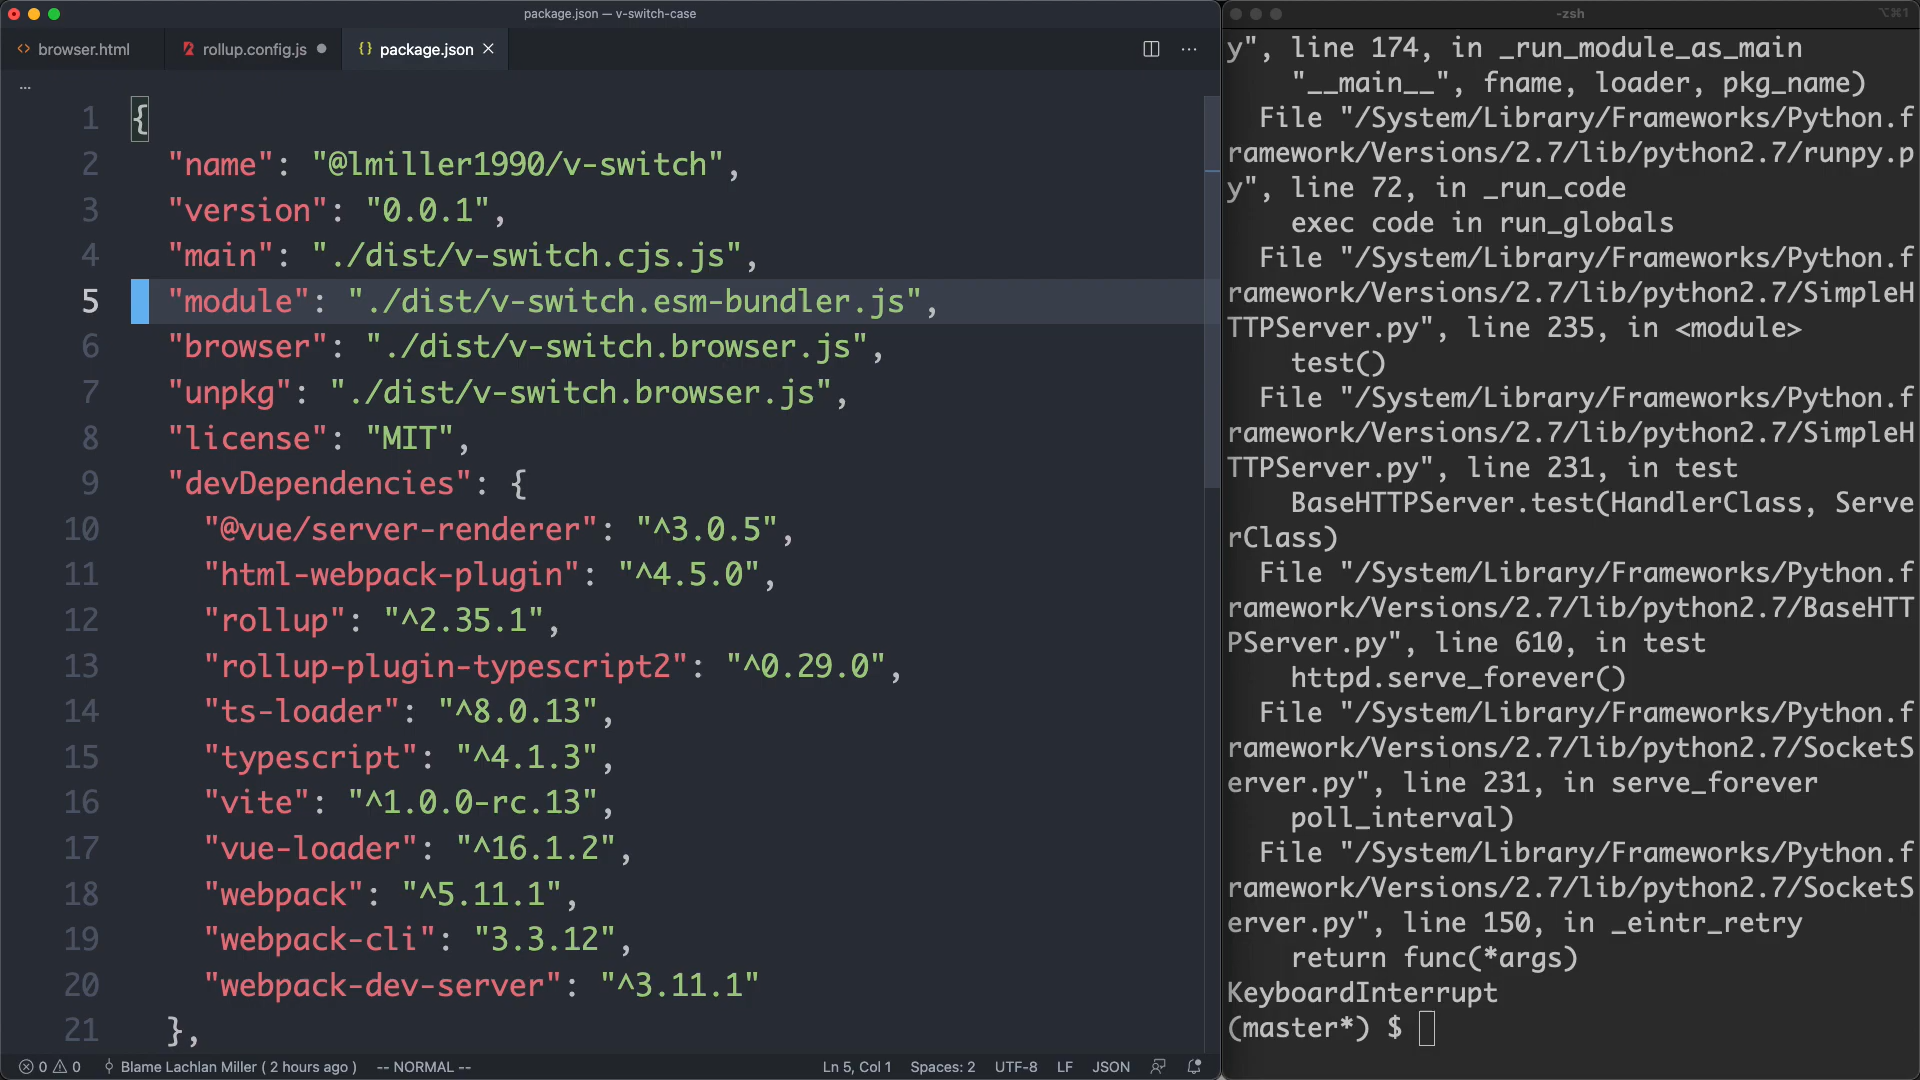 package.json — v-switch-case
browser.html
rollup.config.js
{} package.json
...
1 {
2 "name": "@lmiller1990/v-switch",
3 "version": "0.0.1",
4 "main": "./dist/v-switch.cjs.js",
5 "module": "./dist/v-switch.esm-bundler.js",
6 "browser": "./dist/v-switch.browser.js",
7 "unpkg": "./dist/v-switch.browser.js",
8 "license": "MIT",
9 "devDependencies": {
10 "@vue/server-renderer": "^3.0.5",
11 "html-webpack-plugin": "^4.5.0",
12 "rollup": "^2.35.1",
13 "rollup-plugin-typescript2": "^0.29.0",
14 "ts-loader": "^8.0.13",
15 "typescript": "^4.1.3",
16 "vite": "^1.0.0-rc.13",
17 "vue-loader": "^16.1.2",
18 "webpack": "^5.11.1",
19 "webpack-cli": "3.3.12",
20 "webpack-dev-server": "^3.11.1"
21 },
0 0 Blame Lachlan Miller ( 2 hours ago ) -- NORMAL -- Ln 5, Col 1 Spaces: 2 UTF-8 LF JSON
-zsh
⌥⌘1
y", line 174, in _run_module_as_main
"__main__", fname, loader, pkg_name)
File "/System/Library/Frameworks/Python.f
ramework/Versions/2.7/lib/python2.7/runpy.p
y", line 72, in _run_code
exec code in run_globals
File "/System/Library/Frameworks/Python.f
ramework/Versions/2.7/lib/python2.7/SimpleH
TTPServer.py", line 235, in <module>
test()
File "/System/Library/Frameworks/Python.f
ramework/Versions/2.7/lib/python2.7/SimpleH
TTPServer.py", line 231, in test
BaseHTTPServer.test(HandlerClass, Serve
rClass)
File "/System/Library/Frameworks/Python.f
ramework/Versions/2.7/lib/python2.7/BaseHTT
PServer.py", line 610, in test
httpd.serve_forever()
File "/System/Library/Frameworks/Python.f
ramework/Versions/2.7/lib/python2.7/SocketS
erver.py", line 231, in serve_forever
poll_interval)
File "/System/Library/Frameworks/Python.f
ramework/Versions/2.7/lib/python2.7/SocketS
erver.py", line 150, in _eintr_retry
return func(*args)
KeyboardInterrupt
(master*) $